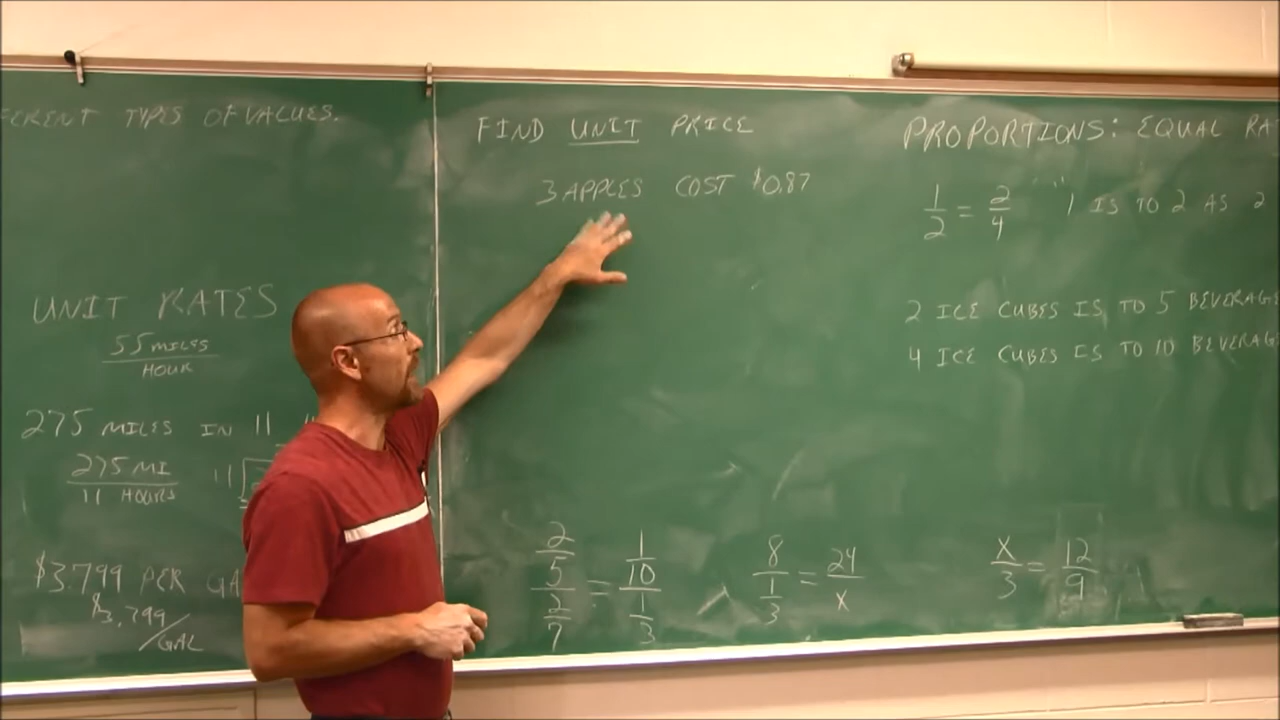 TYPES OF VALUES.
UNIT RATES
55 MILES
HOUR
275 MILES IN 11
275 MI
11 HOURS
11
$3.799 PER GA
$3.799
/GAL
FIND UNIT PRICE
3 APPLES COST $0.87
2
5
2
7
=
1
10
1
3
8
1
3
=
24
X
PROPORTIONS: EQUAL RA
1
2
=
2
4
" 1 IS TO 2 AS 2
2 ICE CUBES IS TO 5 BEVERAGE
4 ICE CUBES IS TO 10 BEVERAG
X
3
=
12
9